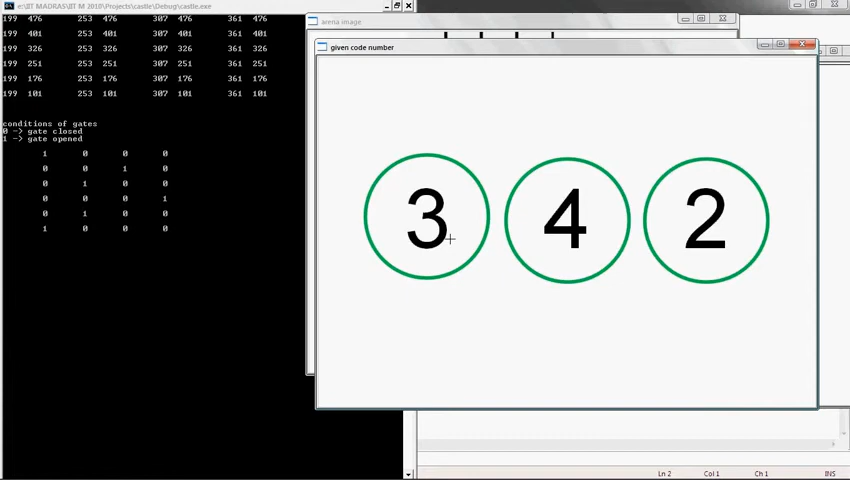 e:\IIT MADRAS\IIT M 2010\Projects\castle\Debug\castle.exe
199 476 253 476 307 476 361 476
199 401 253 401 307 401 361 401
199 326 253 326 307 326 361 326
199 251 253 251 307 251 361 251
199 176 253 176 307 176 361 176
199 101 253 101 307 101 361 101
conditions of gates
0 -> gate closed
1 -> gate opened
1 0 0 0
0 0 1 0
0 1 0 0
0 0 0 1
0 1 0 0
1 0 0 0
arena image
given code number
3 4 2
Ln 2 Col 1 Ch 1 INS